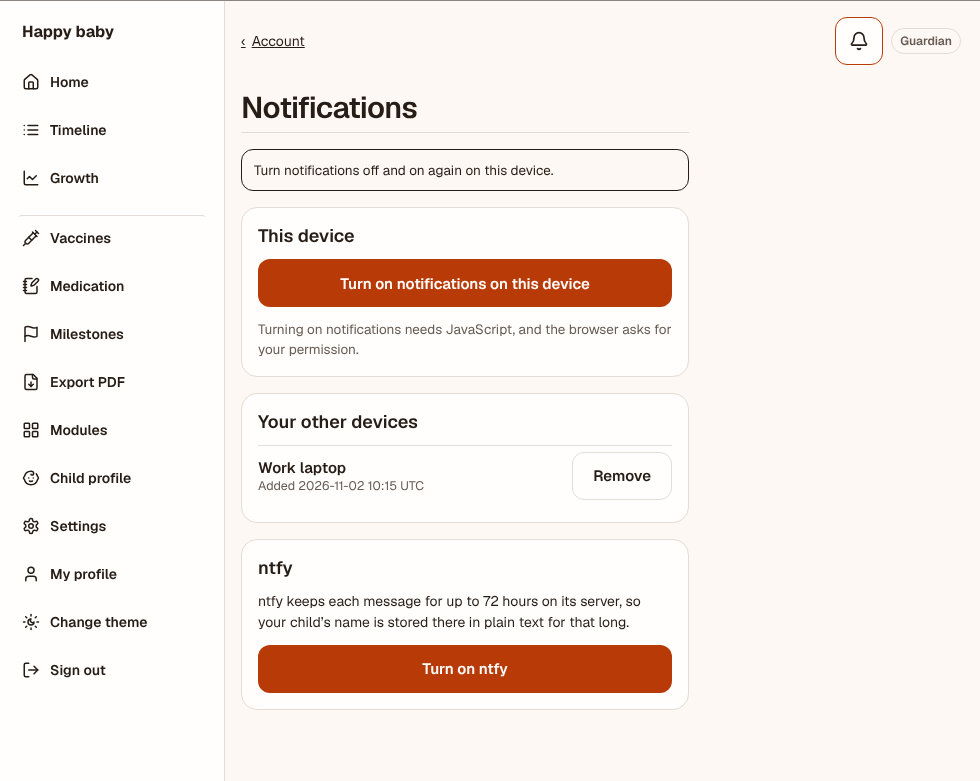 Happy baby
Home
Timeline
Growth
Vaccines
Medication
Milestones
Export PDF
Modules
Child profile
Settings
My profile
Change theme
Sign out
‹ Account
Guardian
Notifications
Turn notifications off and on again on this device.
This device
Turn on notifications on this device
Turning on notifications needs JavaScript, and the browser asks for
your permission.
Your other devices
Work laptop
Added 2026-11-02 10:15 UTC
Remove
ntfy
ntfy keeps each message for up to 72 hours on its server, so
your child’s name is stored there in plain text for that long.
Turn on ntfy